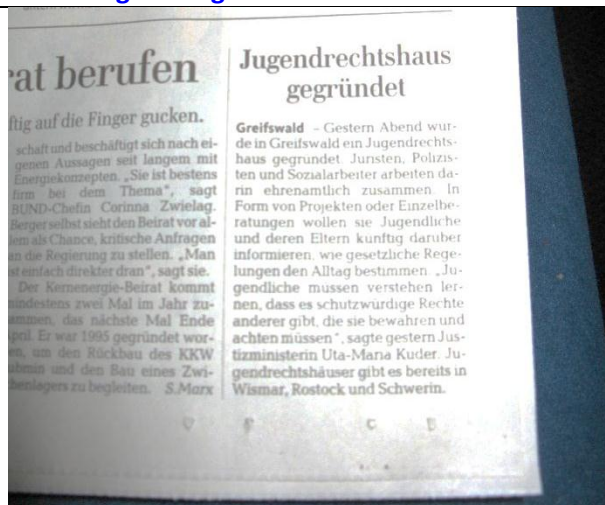 at berufen
ftig auf die Finger gucken.
schaft und beschäftigt sich nach ei-
genen Aussagen seit langem mit
Energiekonzepten. „Sie ist bestens
firm bei dem Thema“, sagt
BUND-Chefin Corinna Zwielag.
Berger selbst sieht den Beirat vor al-
lem als Chance, kritische Anfragen
an die Regierung zu stellen. „Man
ist einfach direkter dran“, sagt sie.
Der Kernenergie-Beirat kommt
mindestens zwei Mal im Jahr zu-
ammen, das nächste Mal Ende
pril. Er war 1995 gegründet wor-
en, um den Rückbau des KKW
ubmin und den Bau eines Zwi-
henlagers zu begleiten. S.Marx
Jugendrechtshaus
gegründet
Greifswald – Gestern Abend wur-
de in Greifswald ein Jugendrechts-
haus gegründet. Juristen, Polizis-
ten und Sozialarbeiter arbeiten da-
rin ehrenamtlich zusammen. In
Form von Projekten oder Einzelbe-
ratungen wollen sie Jugendliche
und deren Eltern künftig darüber
informieren, wie gesetzliche Rege-
lungen den Alltag bestimmen. „Ju-
gendliche müssen verstehen ler-
nen, dass es schutzwürdige Rechte
anderer gibt, die sie bewahren und
achten müssen“, sagte gestern Jus-
tizministerin Uta-Maria Kuder. Ju-
gendrechtshäuser gibt es bereits in
Wismar, Rostock und Schwerin.